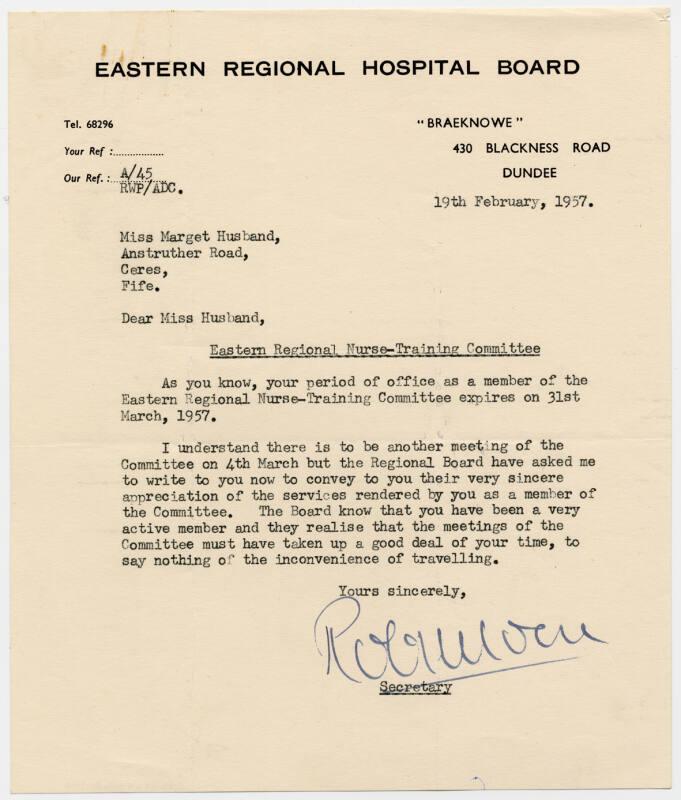 EASTERN REGIONAL HOSPITAL BOARD
Tel. 68296
Your Ref :..................
Our Ref. : A/45
RWP/ADC.
"BRAEKNOWE"
430 BLACKNESS ROAD
DUNDEE
19th February, 1957.
Miss Marget Husband,
Anstruther Road,
Ceres,
Fife.
Dear Miss Husband,
Eastern Regional Nurse-Training Committee
As you know, your period of office as a member of the
Eastern Regional Nurse-Training Committee expires on 31st
March, 1957.
I understand there is to be another meeting of the
Committee on 4th March but the Regional Board have asked me
to write to you now to convey to you their very sincere
appreciation of the services rendered by you as a member of
the Committee. The Board know that you have been a very
active member and they realise that the meetings of the
Committee must have taken up a good deal of your time, to
say nothing of the inconvenience of travelling.
Yours sincerely,
Secretary